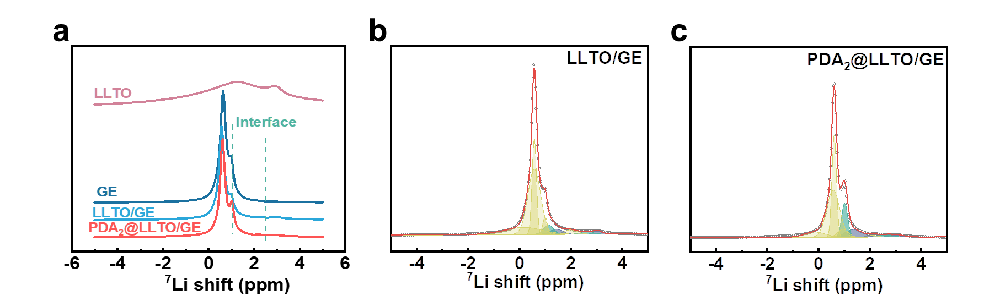 a
LLTO
Interface
GE
LLTO/GE
PDA₂@LLTO/GE
-6 -4 -2 0 2 4 6
⁷Li shift (ppm)
b
LLTO/GE
-4 -2 0 2 4
⁷Li shift (ppm)
c
PDA₂@LLTO/GE
-4 -2 0 2 4
⁷Li shift (ppm)